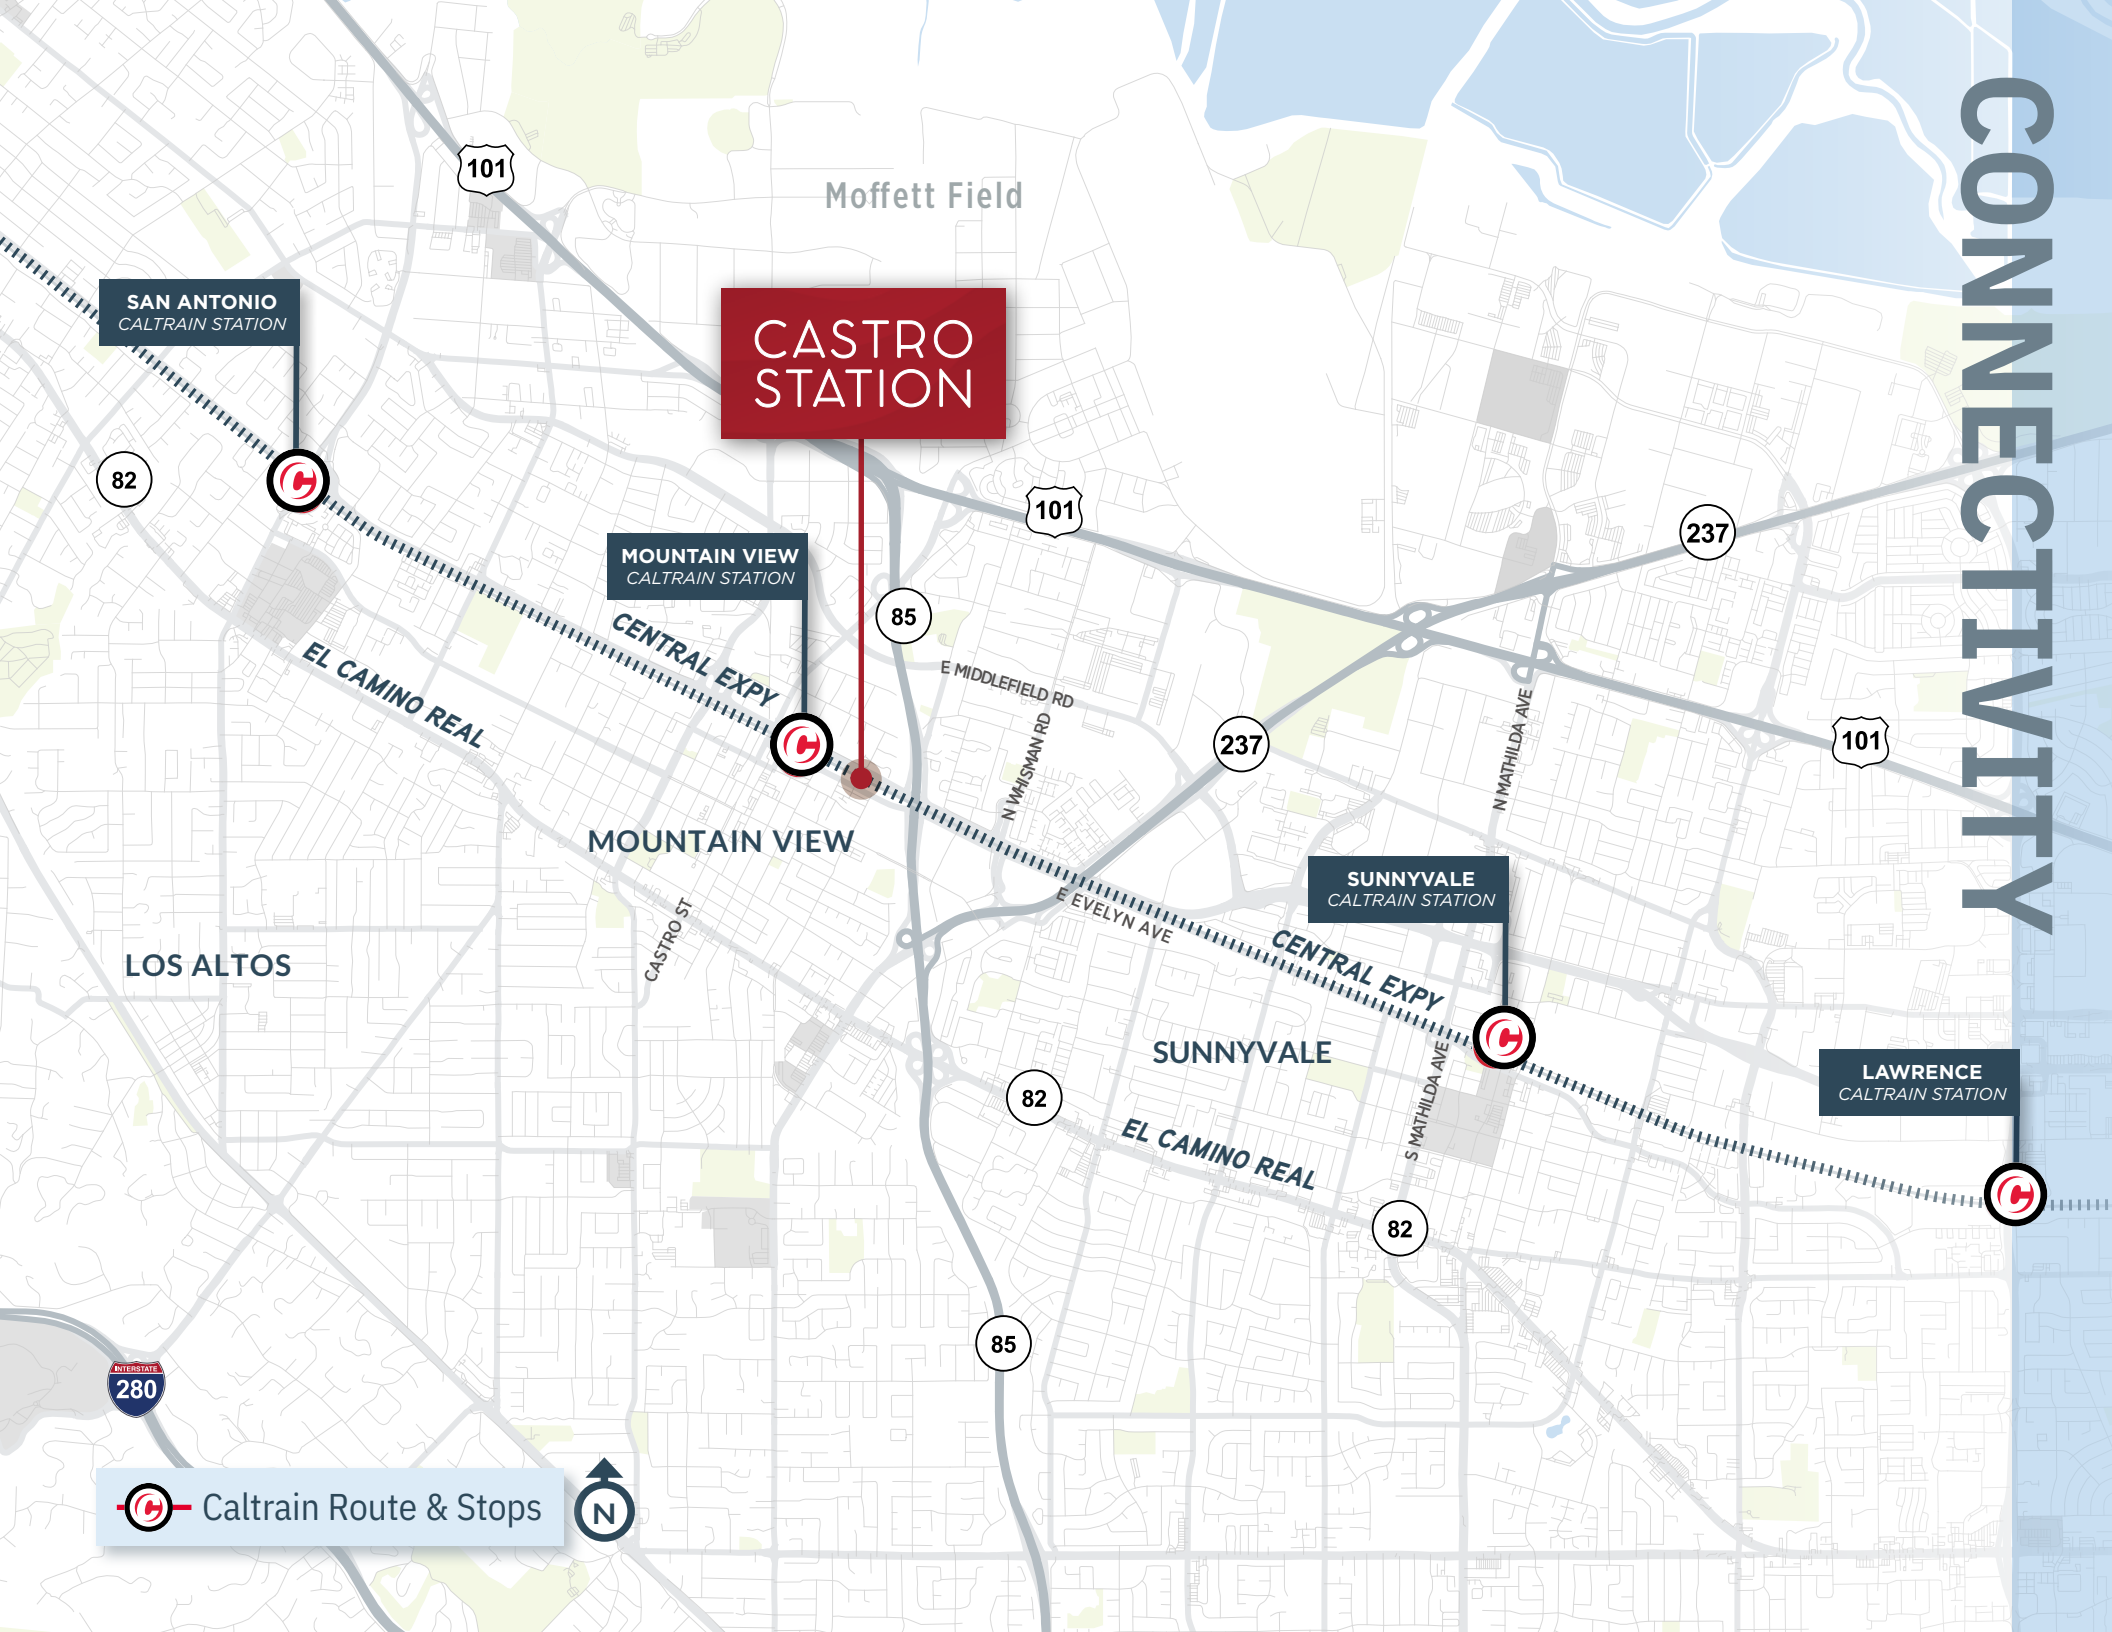 CONNECTIVITY
101
Moffett Field
SAN ANTONIO
CALTRAIN STATION
CASTRO
STATION
82
101
237
MOUNTAIN VIEW
CALTRAIN STATION
85
CENTRAL EXPY
EL CAMINO REAL
E MIDDLEFIELD RD
N WHISMAN RD
N MATHILDA AVE
237
101
MOUNTAIN VIEW
SUNNYVALE
CALTRAIN STATION
E EVELYN AVE
CASTRO ST
CENTRAL EXPY
LOS ALTOS
SUNNYVALE
S MATHILDA AVE
LAWRENCE
CALTRAIN STATION
82
EL CAMINO REAL
82
85
INTERSTATE
280
Caltrain Route & Stops
N